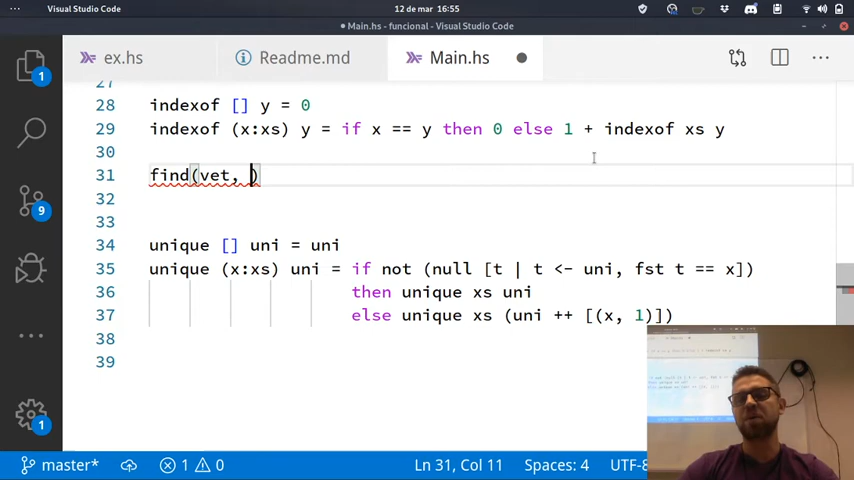 Visual Studio Code
12 de mar 16:55
Main.hs - funcional - Visual Studio Code
ex.hs
Readme.md
Main.hs
27
28 indexof [] y = 0
29 indexof (x:xs) y = if x == y then 0 else 1 + indexof xs y
30
31 find(vet, )
32
33
34 unique [] uni = uni
35 unique (x:xs) uni = if not (null [t | t <- uni, fst t == x])
36 then unique xs uni
37 else unique xs (uni ++ [(x, 1)])
38
39
1
9
1
master*
1 0
Ln 31, Col 11
Spaces: 4
UTF-8